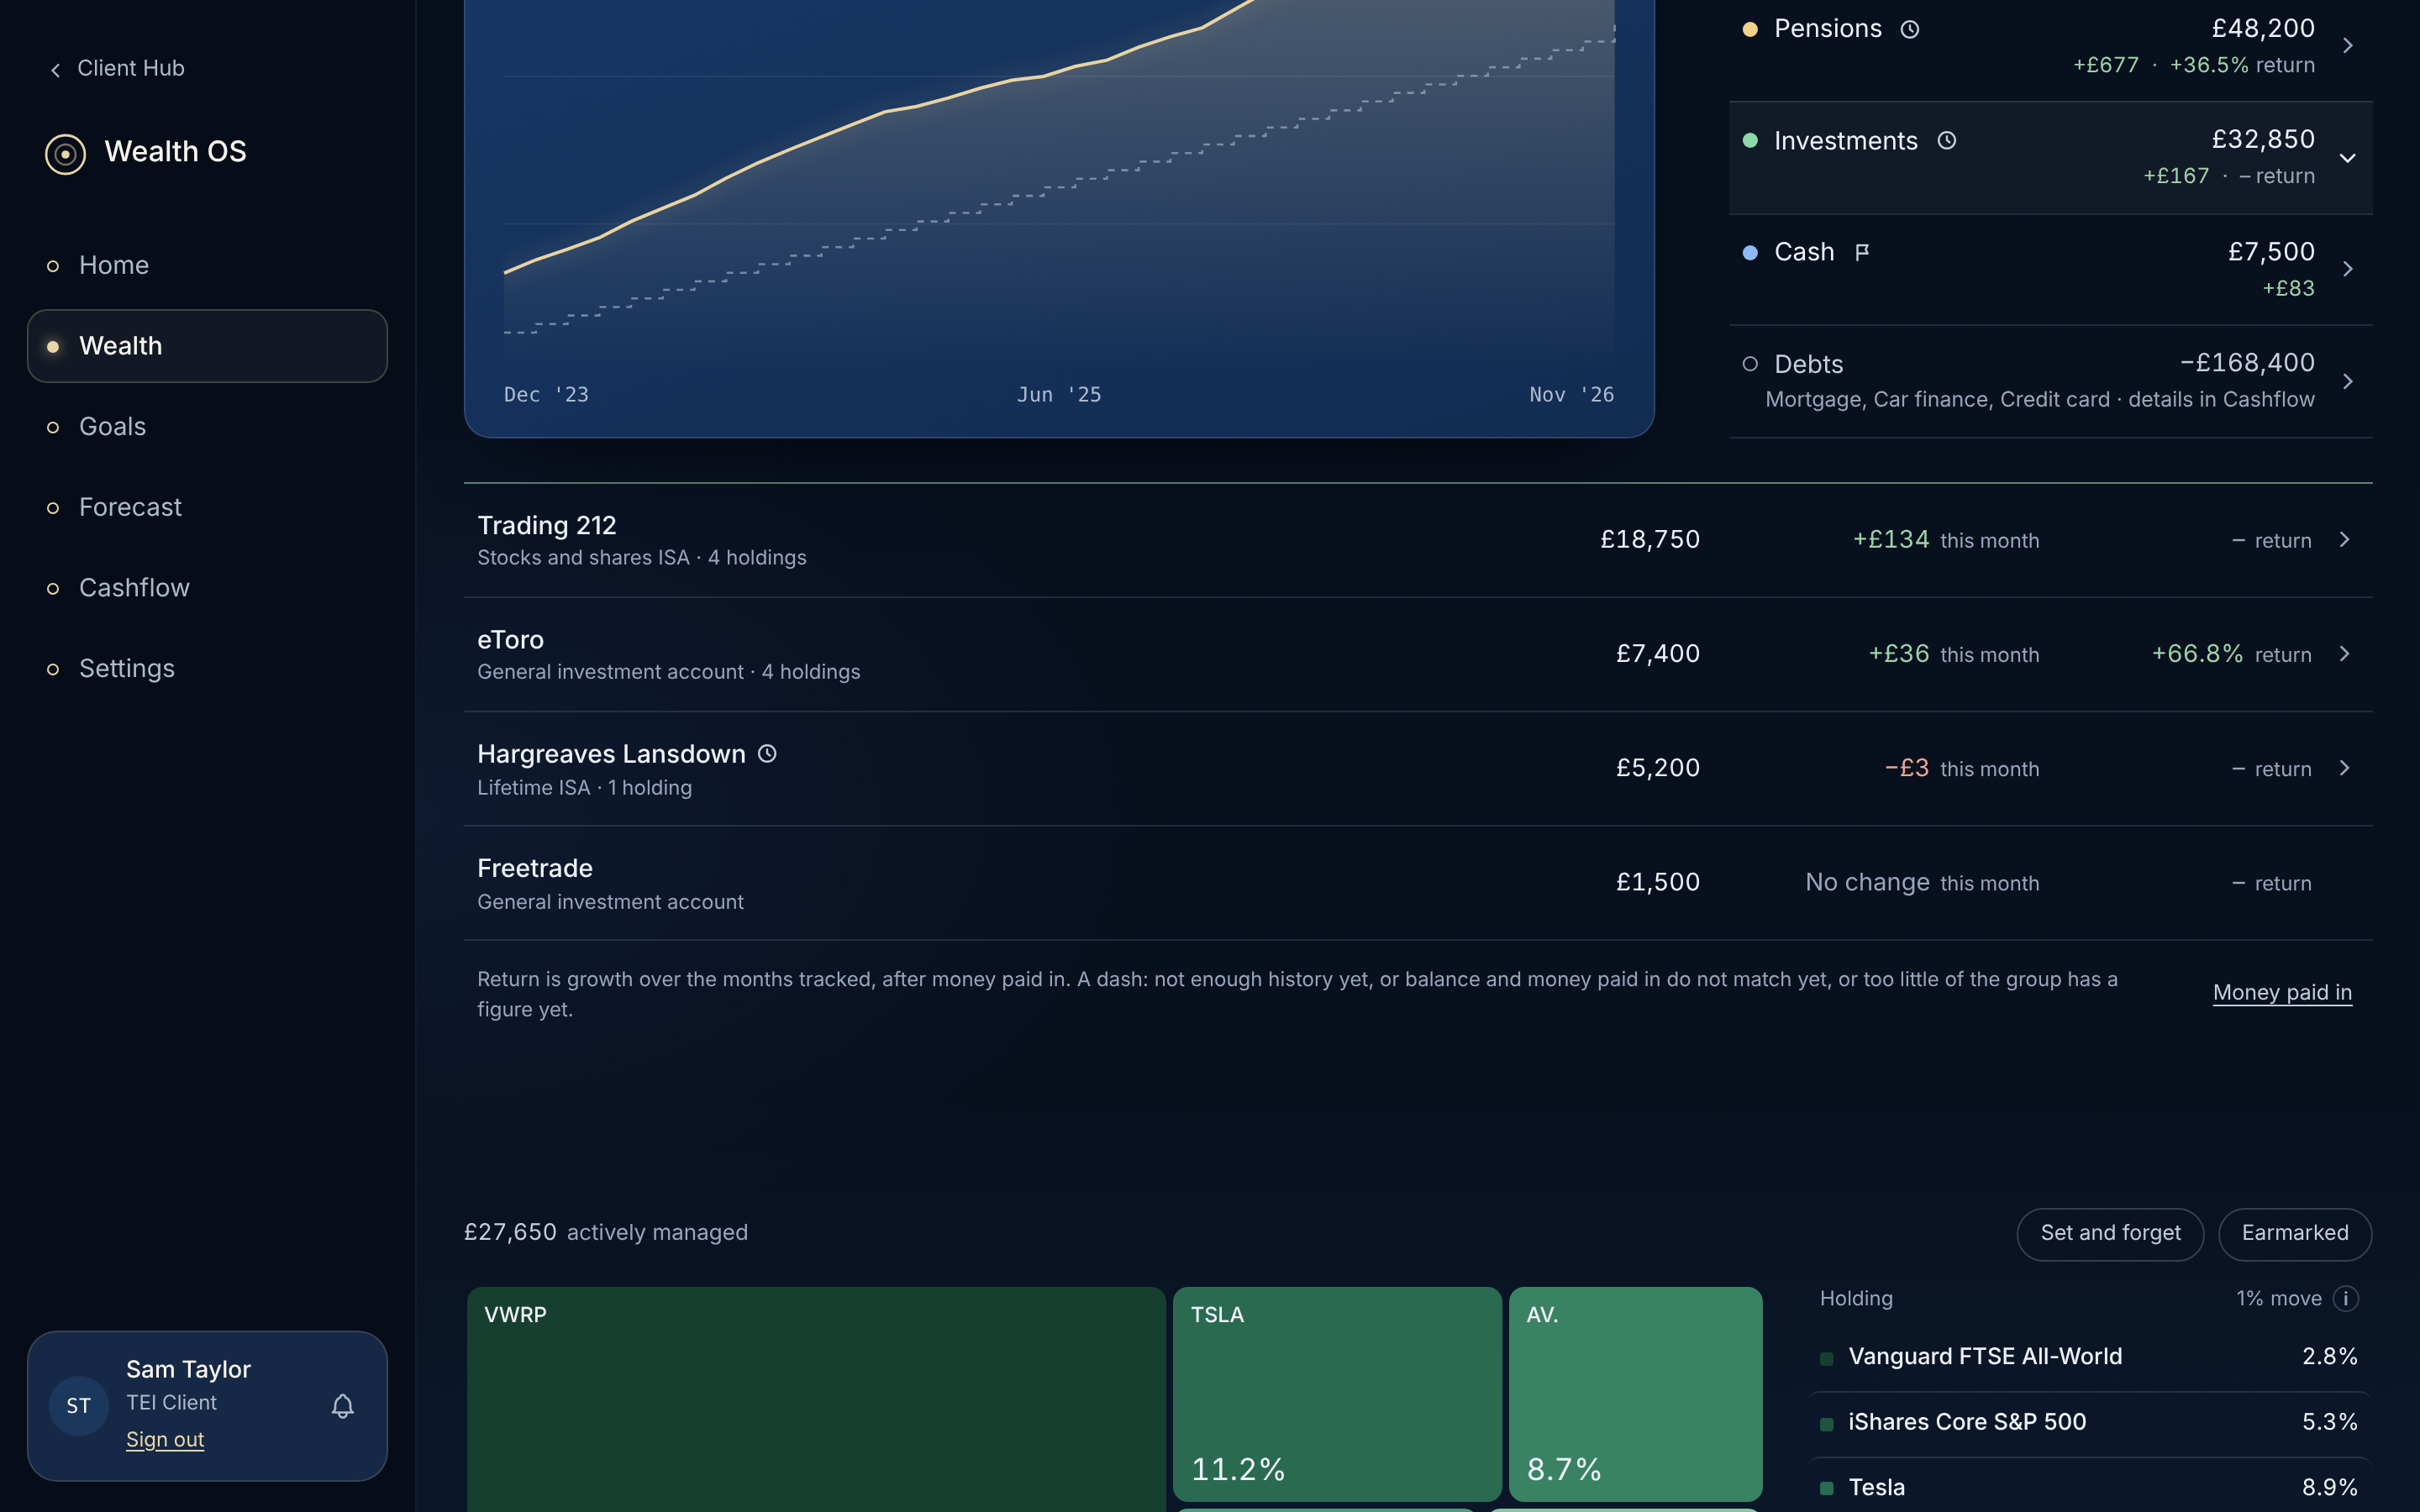 Client Hub
Wealth OS
Home
Wealth
Goals
Forecast
Cashflow
Settings
ST
Sam Taylor
TEI Client
Sign out
Dec '23
Jun '25
Nov '26
Pensions
£48,200
+£677 · +36.5% return
Investments
£32,850
+£167 · – return
Cash
£7,500
+£83
Debts
−£168,400
Mortgage, Car finance, Credit card · details in Cashflow
Trading 212
Stocks and shares ISA · 4 holdings
£18,750
+£134 this month
– return
eToro
General investment account · 4 holdings
£7,400
+£36 this month
+66.8% return
Hargreaves Lansdown
Lifetime ISA · 1 holding
£5,200
−£3 this month
– return
Freetrade
General investment account
£1,500
No change this month
– return
Return is growth over the months tracked, after money paid in. A dash: not enough history yet, or balance and money paid in do not match yet, or too little of the group has a
figure yet.
Money paid in
£27,650 actively managed
Set and forget
Earmarked
VWRP
TSLA
11.2%
AV.
8.7%
Holding
1% move
Vanguard FTSE All-World
2.8%
iShares Core S&P 500
5.3%
Tesla
8.9%